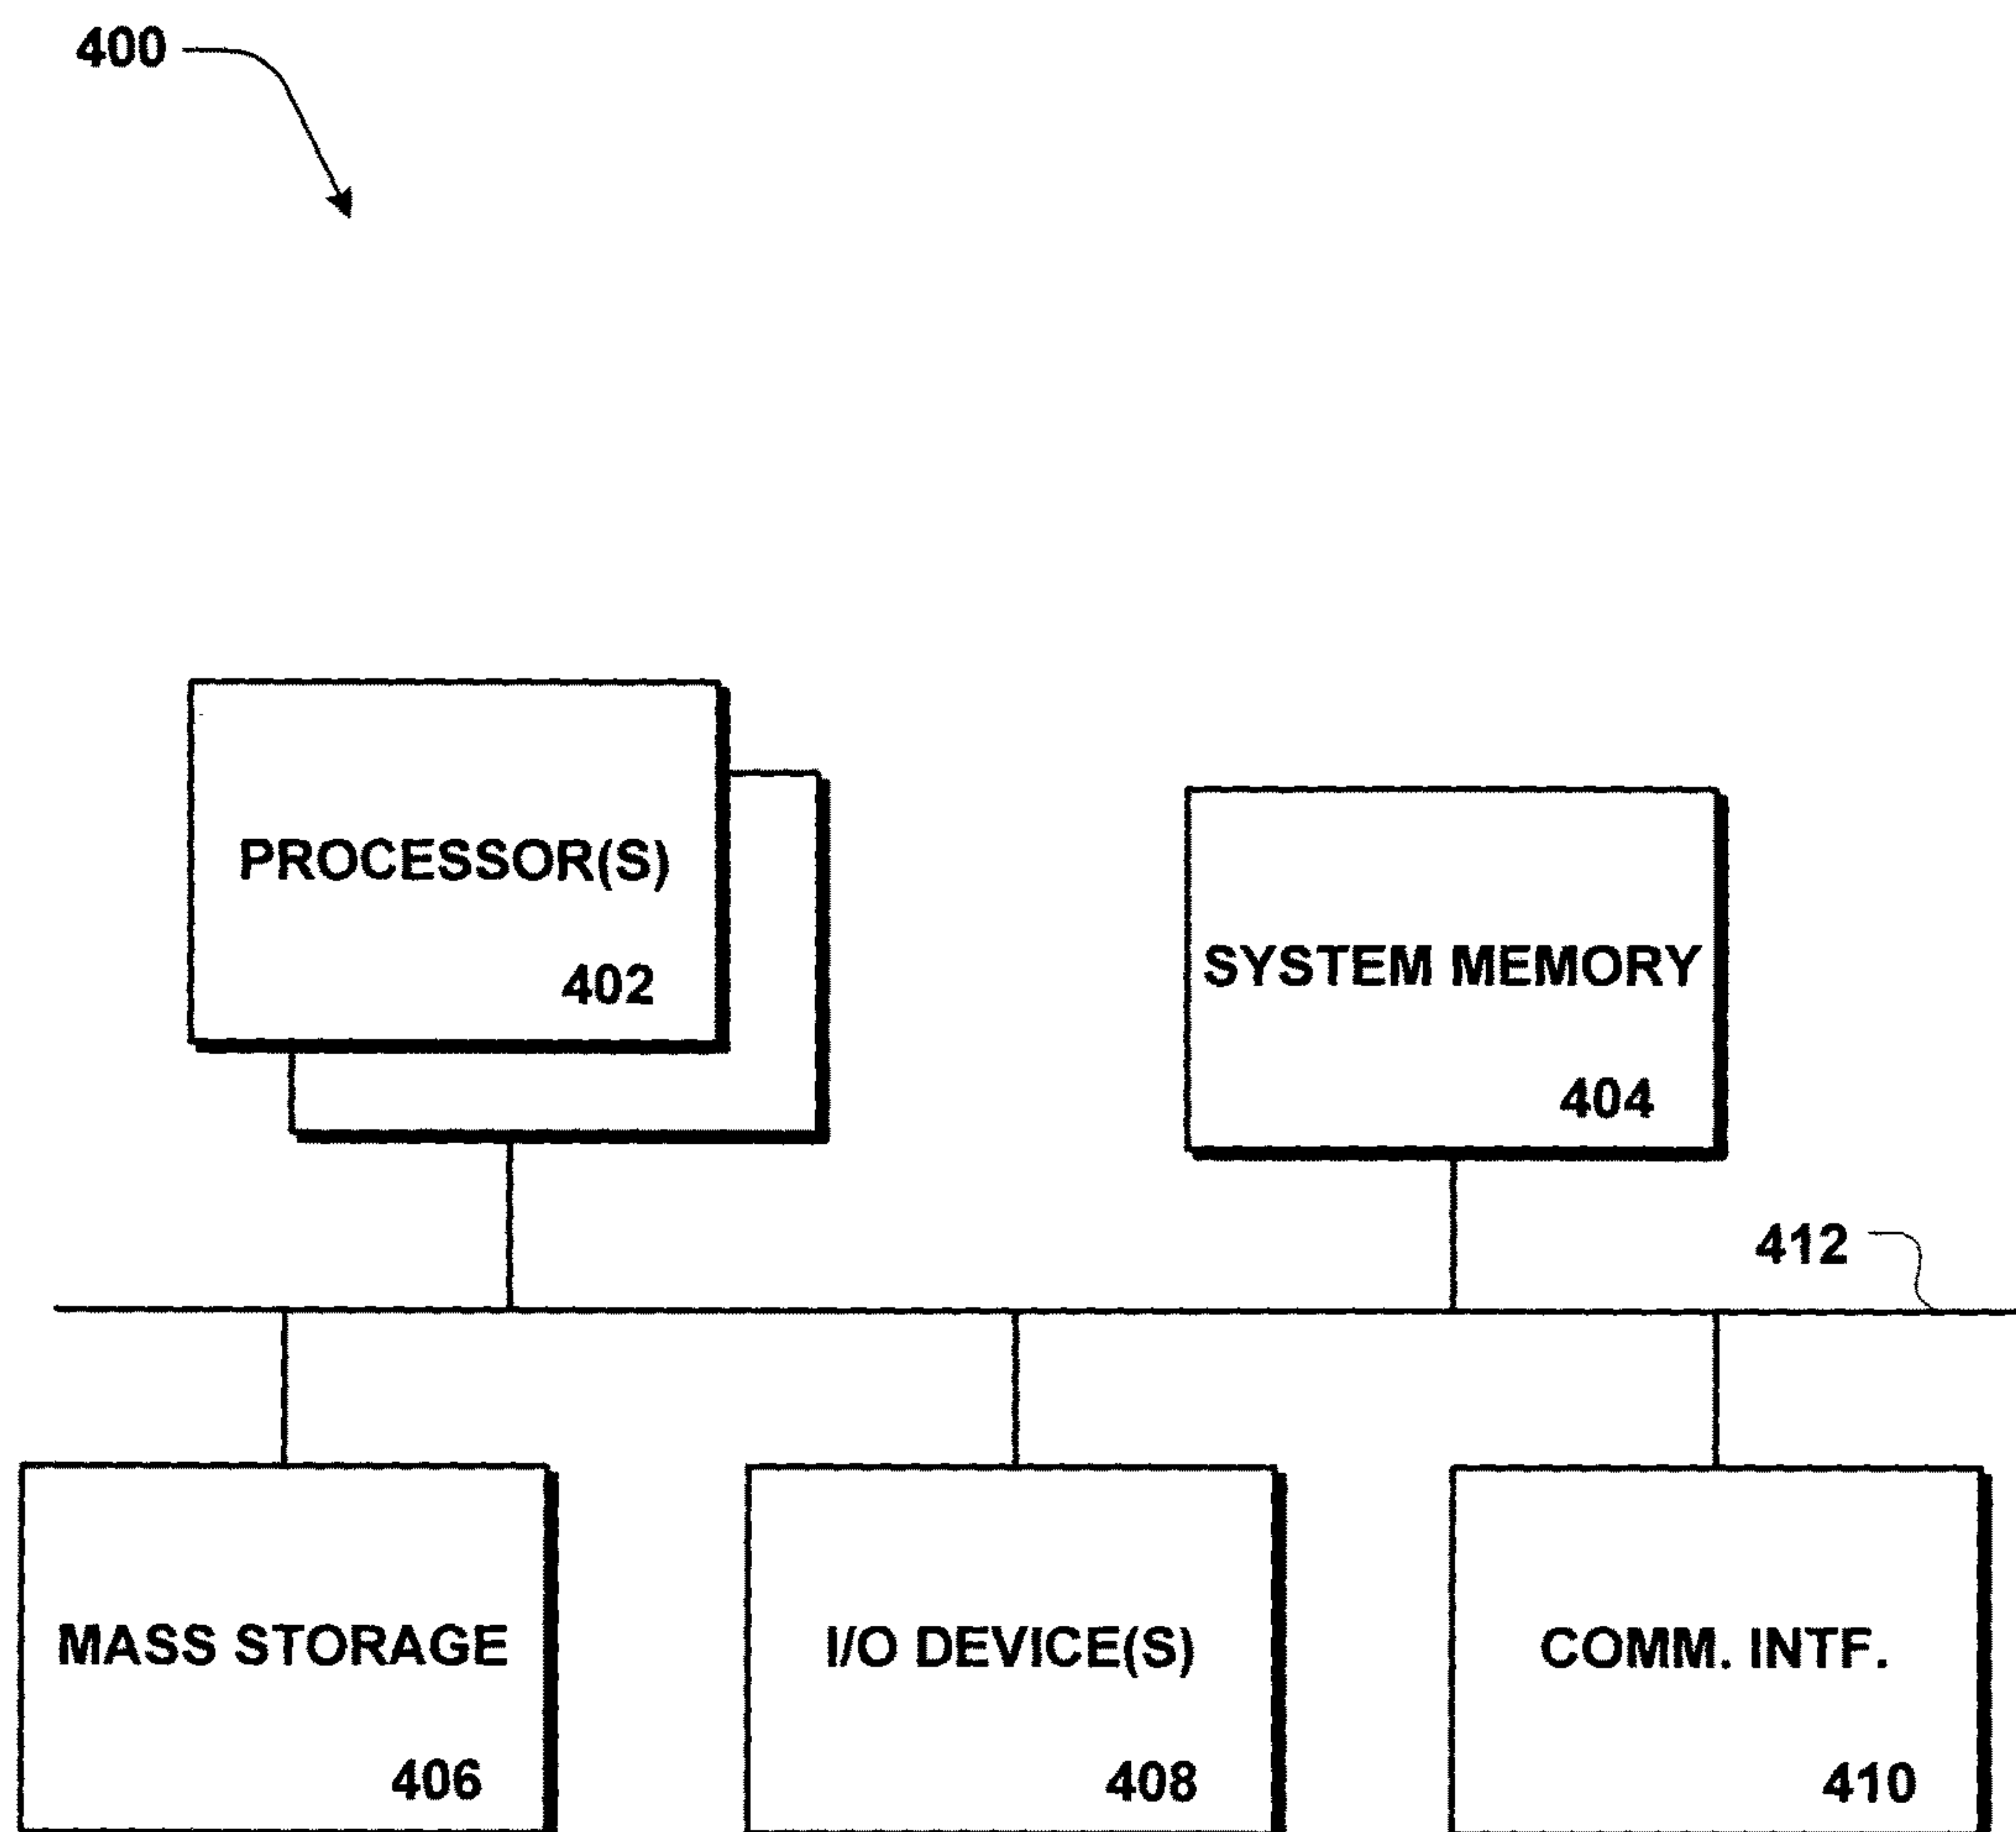 400
PROCESSOR(S)
402
SYSTEM MEMORY
404
412
MASS STORAGE
406
I/O DEVICE(S)
408
COMM. INTF.
410